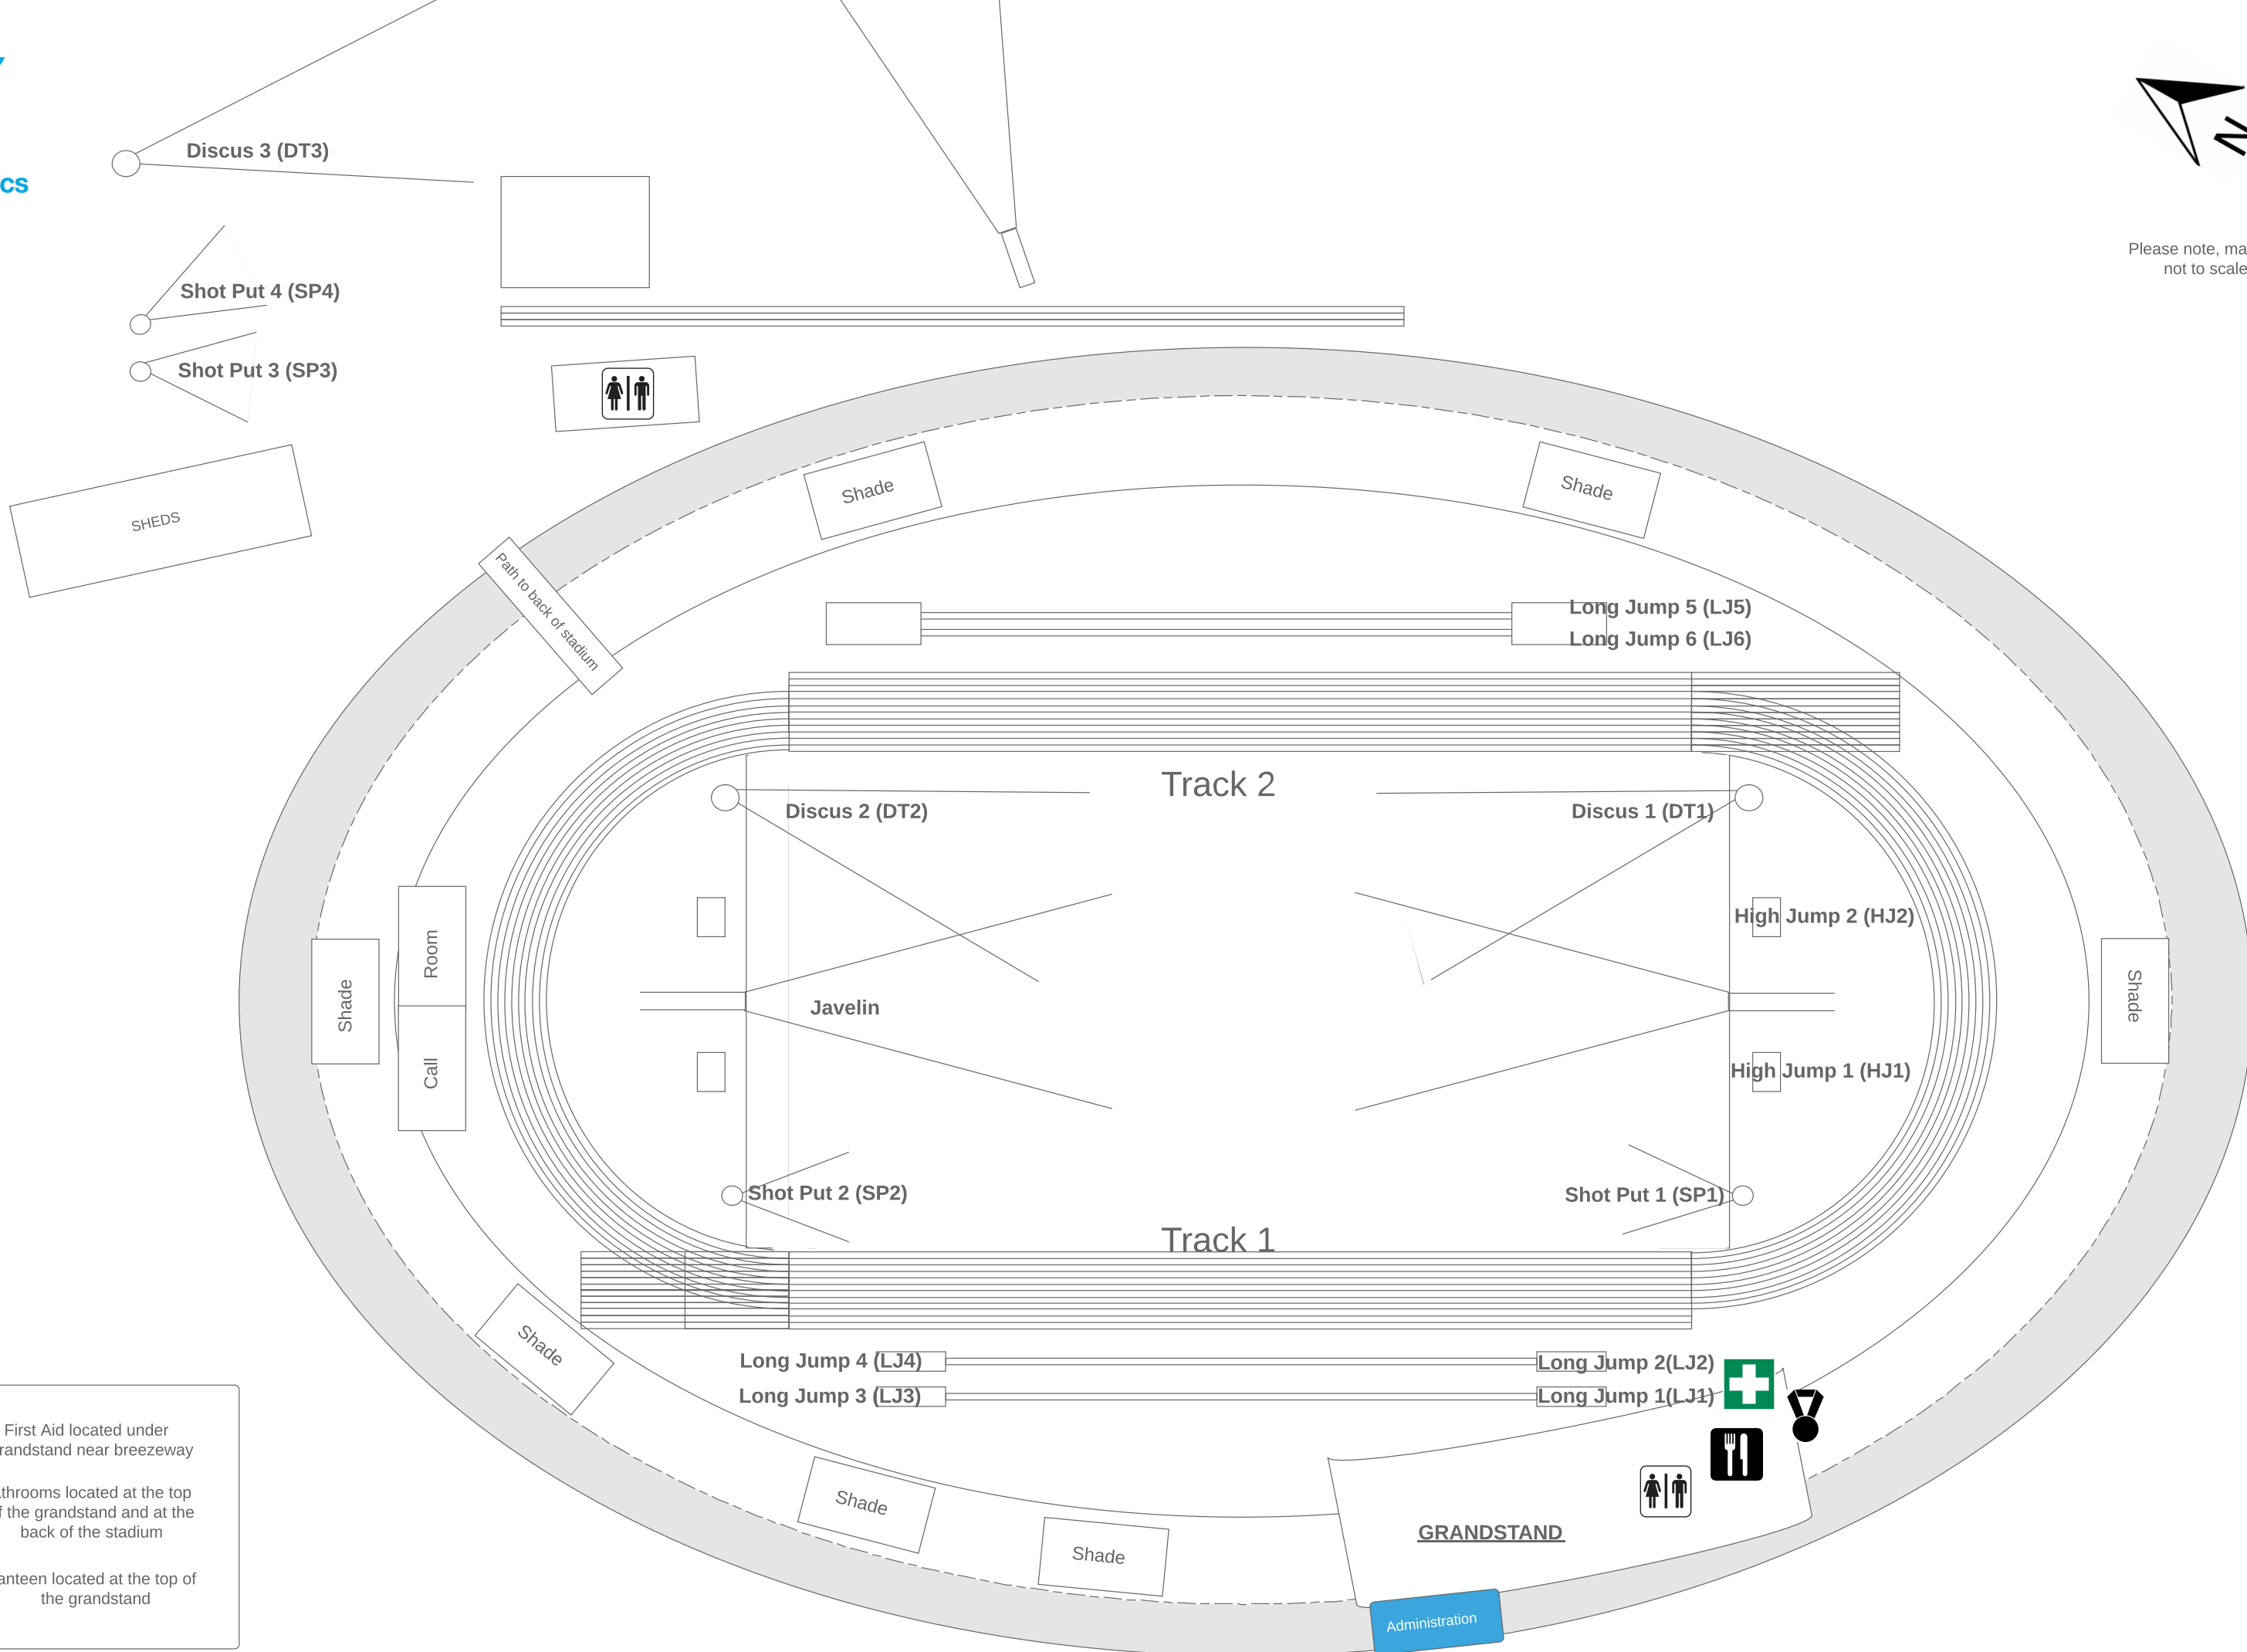 cs
N
Please note, ma
not to scale
Discus 3 (DT3)
Shot Put 4 (SP4)
Shot Put 3 (SP3)
SHEDS
Path to back of stadium
Shade
Shade
Long Jump 5 (LJ5)
Long Jump 6 (LJ6)
Track 2
Discus 2 (DT2)
Discus 1 (DT1)
High Jump 2 (HJ2)
Room
Call
Shade
Shade
Javelin
High Jump 1 (HJ1)
Shot Put 2 (SP2)
Shot Put 1 (SP1)
Track 1
Shade
Long Jump 4 (LJ4)
Long Jump 2(LJ2)
Long Jump 3 (LJ3)
Long Jump 1(LJ1)
First Aid located under
randstand near breezeway
throoms located at the top
f the grandstand and at the
back of the stadium
anteen located at the top of
the grandstand
Shade
Shade
GRANDSTAND
Administration